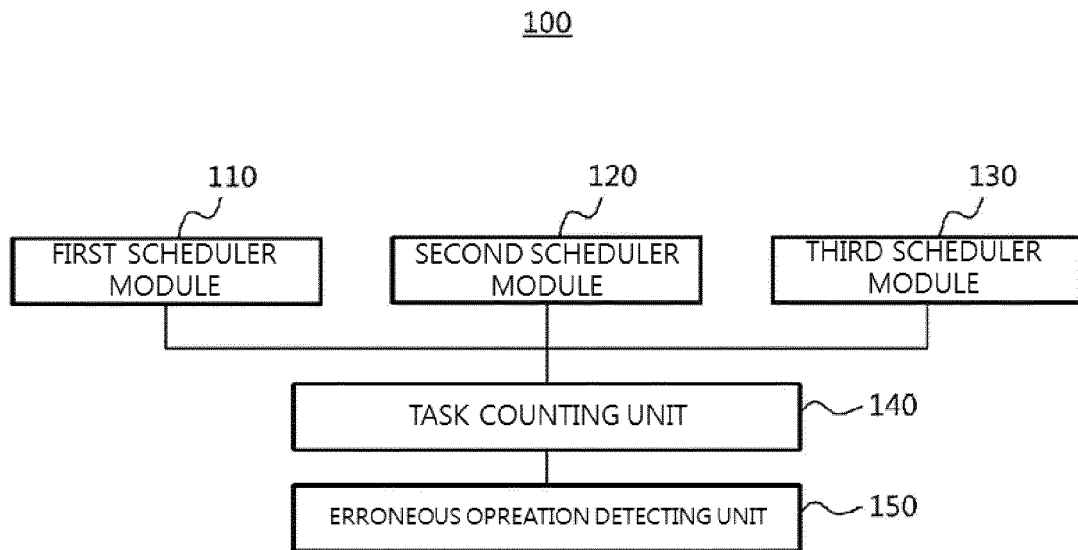 100
110
120
130
FIRST SCHEDULER
MODULE
SECOND SCHEDULER
MODULE
THIRD SCHEDULER
MODULE
TASK COUNTING UNIT
140
ERRONEOUS OPREATION DETECTING UNIT
150